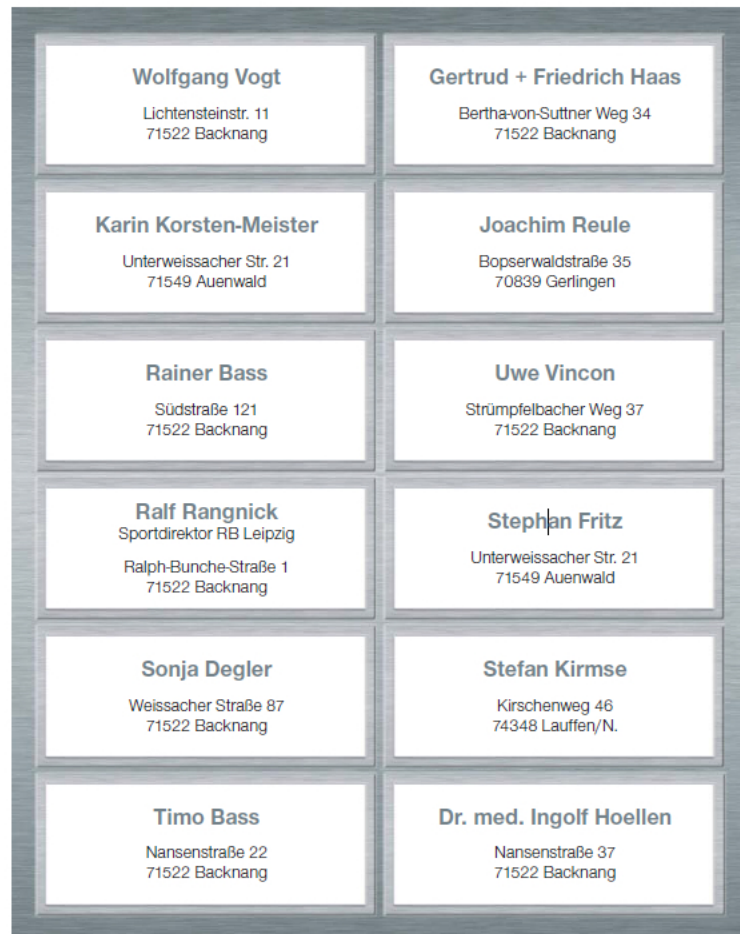 Wolfgang Vogt
Lichtensteinstr. 11
71522 Backnang
Gertrud + Friedrich Haas
Bertha-von-Suttner Weg 34
71522 Backnang
Karin Korsten-Meister
Unterweissacher Str. 21
71549 Auenwald
Joachim Reule
Bopserwaldstraße 35
70839 Gerlingen
Rainer Bass
Südstraße 121
71522 Backnang
Uwe Vincon
Strümpfelbacher Weg 37
71522 Backnang
Ralf Rangnick
Sportdirektor RB Leipzig
Ralph-Bunche-Straße 1
71522 Backnang
Stephan Fritz
Unterweissacher Str. 21
71549 Auenwald
Sonja Degler
Weissacher Straße 87
71522 Backnang
Stefan Kirmse
Kirschenweg 46
74348 Lauffen/N.
Timo Bass
Nansenstraße 22
71522 Backnang
Dr. med. Ingolf Hoellen
Nansenstraße 37
71522 Backnang